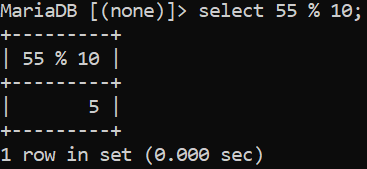 MariaDB [(none)]> select 55 % 10;
+---------+
| 55 % 10 |
+---------+
|       5 |
+---------+
1 row in set (0.000 sec)